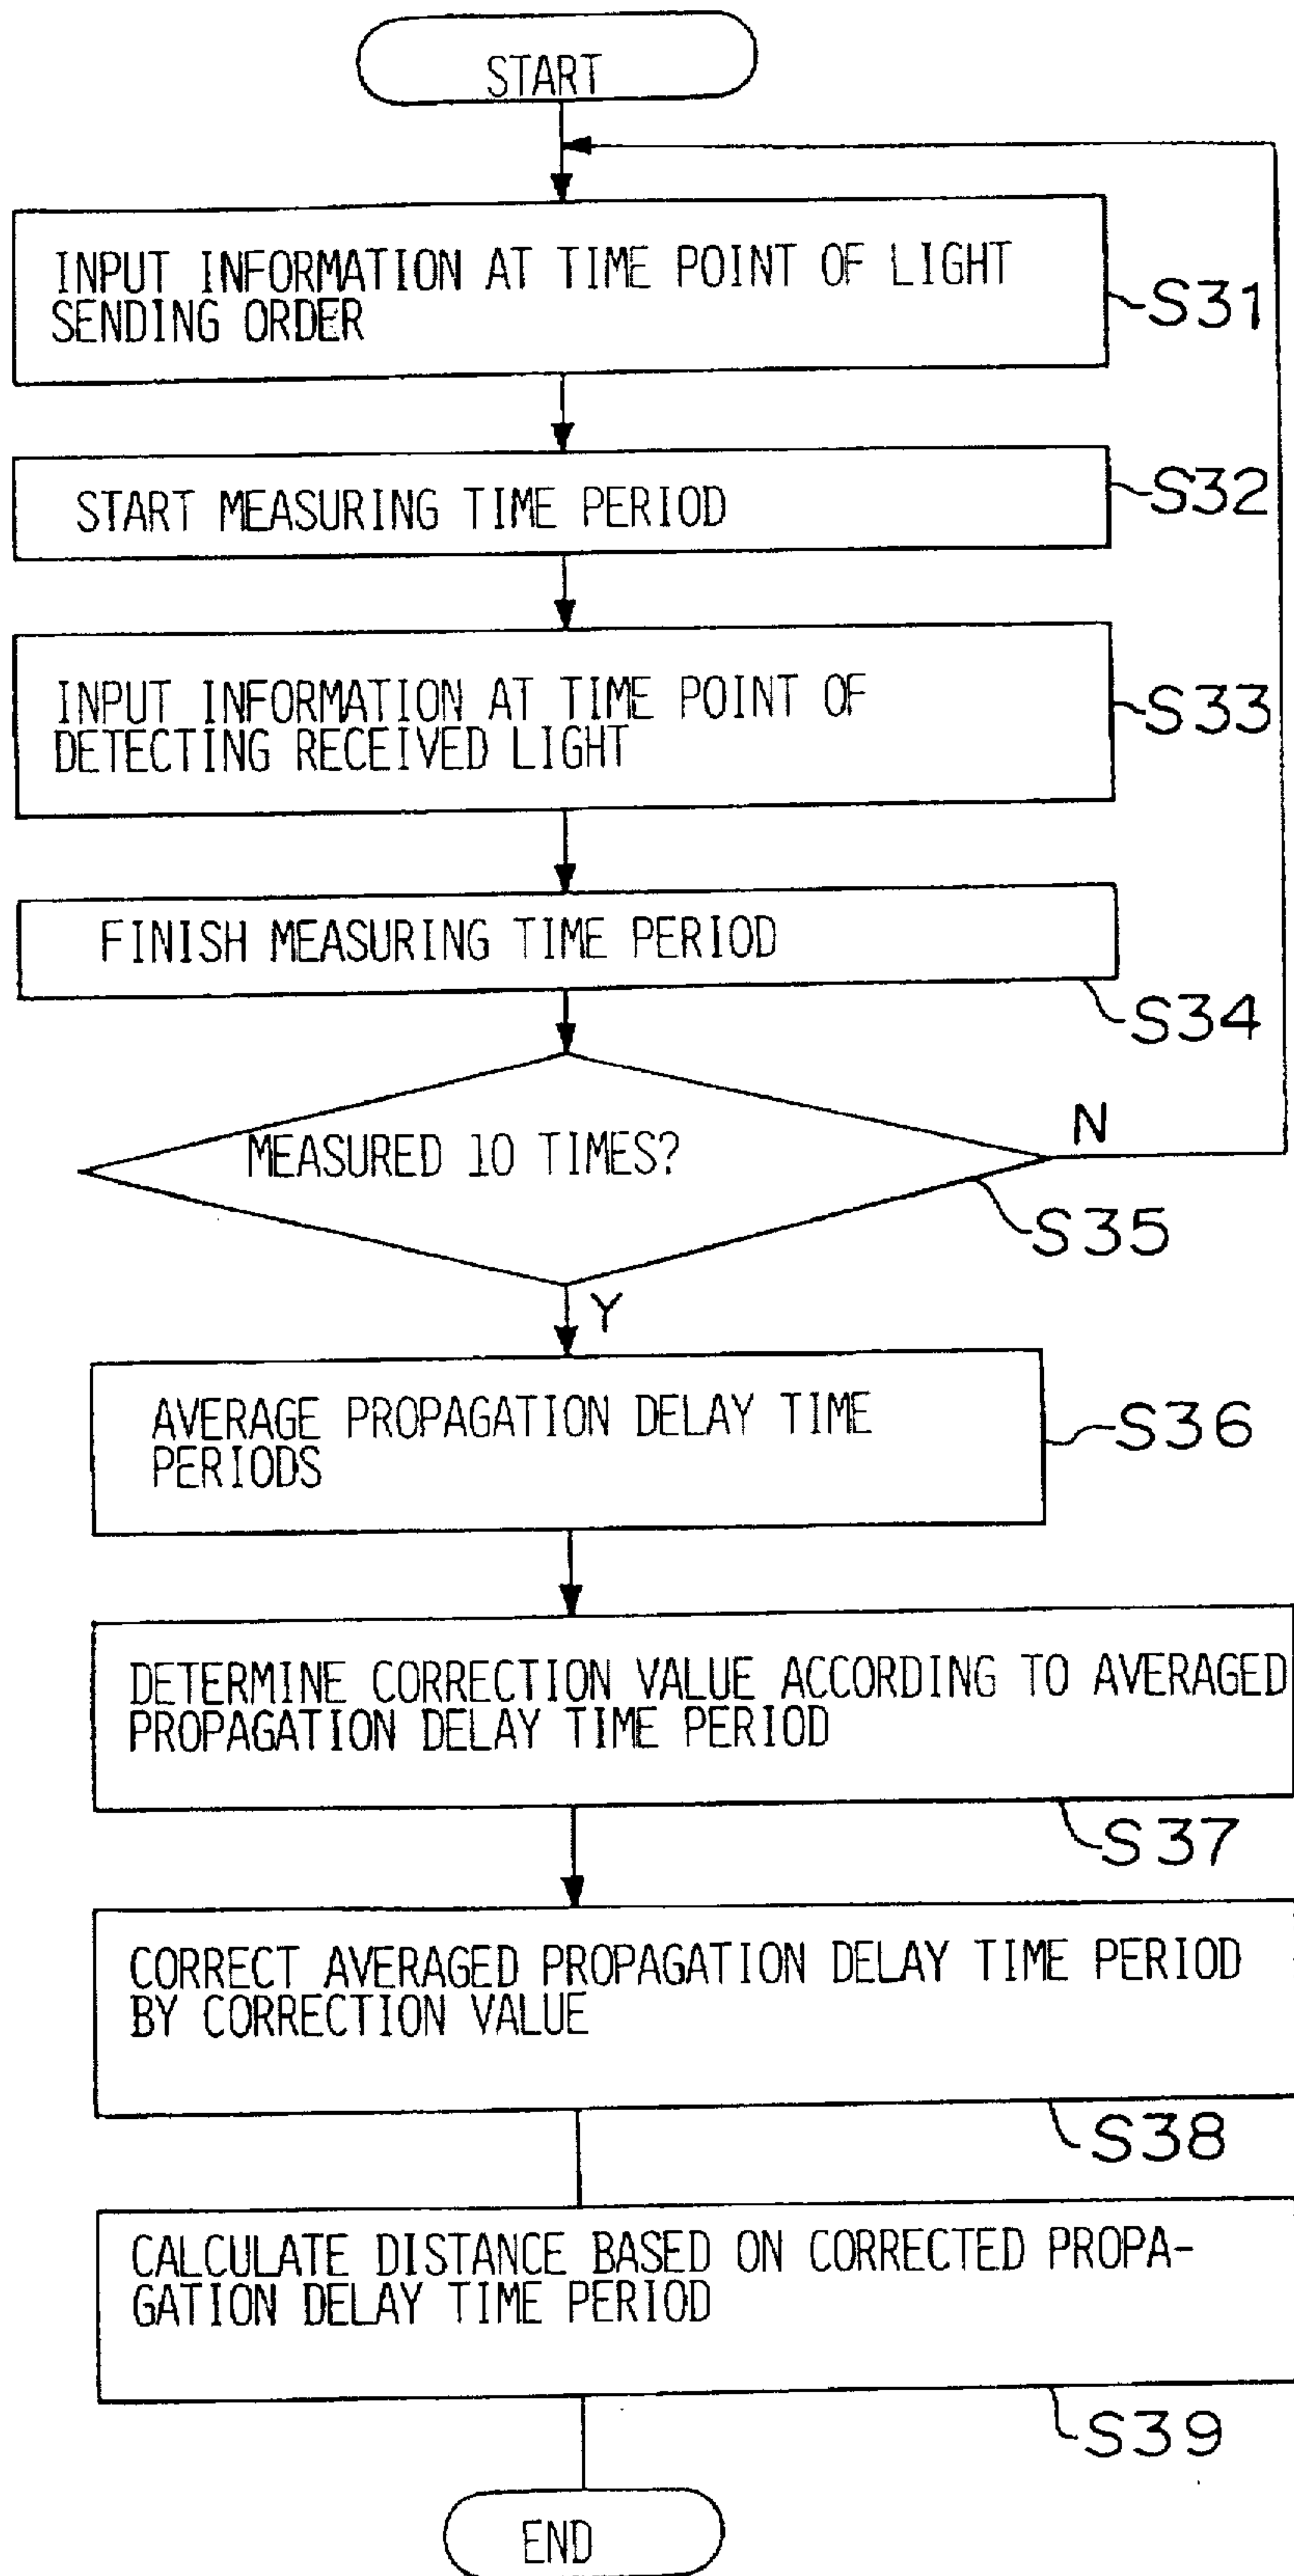 START
INPUT INFORMATION AT TIME POINT OF LIGHT
SENDING ORDER
S31
START MEASURING TIME PERIOD
S32
INPUT INFORMATION AT TIME POINT OF
DETECTING RECEIVED LIGHT
S33
FINISH MEASURING TIME PERIOD
S34
MEASURED 10 TIMES?
N
S35
Y
AVERAGE PROPAGATION DELAY TIME
PERIODS
S36
DETERMINE CORRECTION VALUE ACCORDING TO AVERAGED
PROPAGATION DELAY TIME PERIOD
S37
CORRECT AVERAGED PROPAGATION DELAY TIME PERIOD
BY CORRECTION VALUE
S38
CALCULATE DISTANCE BASED ON CORRECTED PROPA-
GATION DELAY TIME PERIOD
S39
END